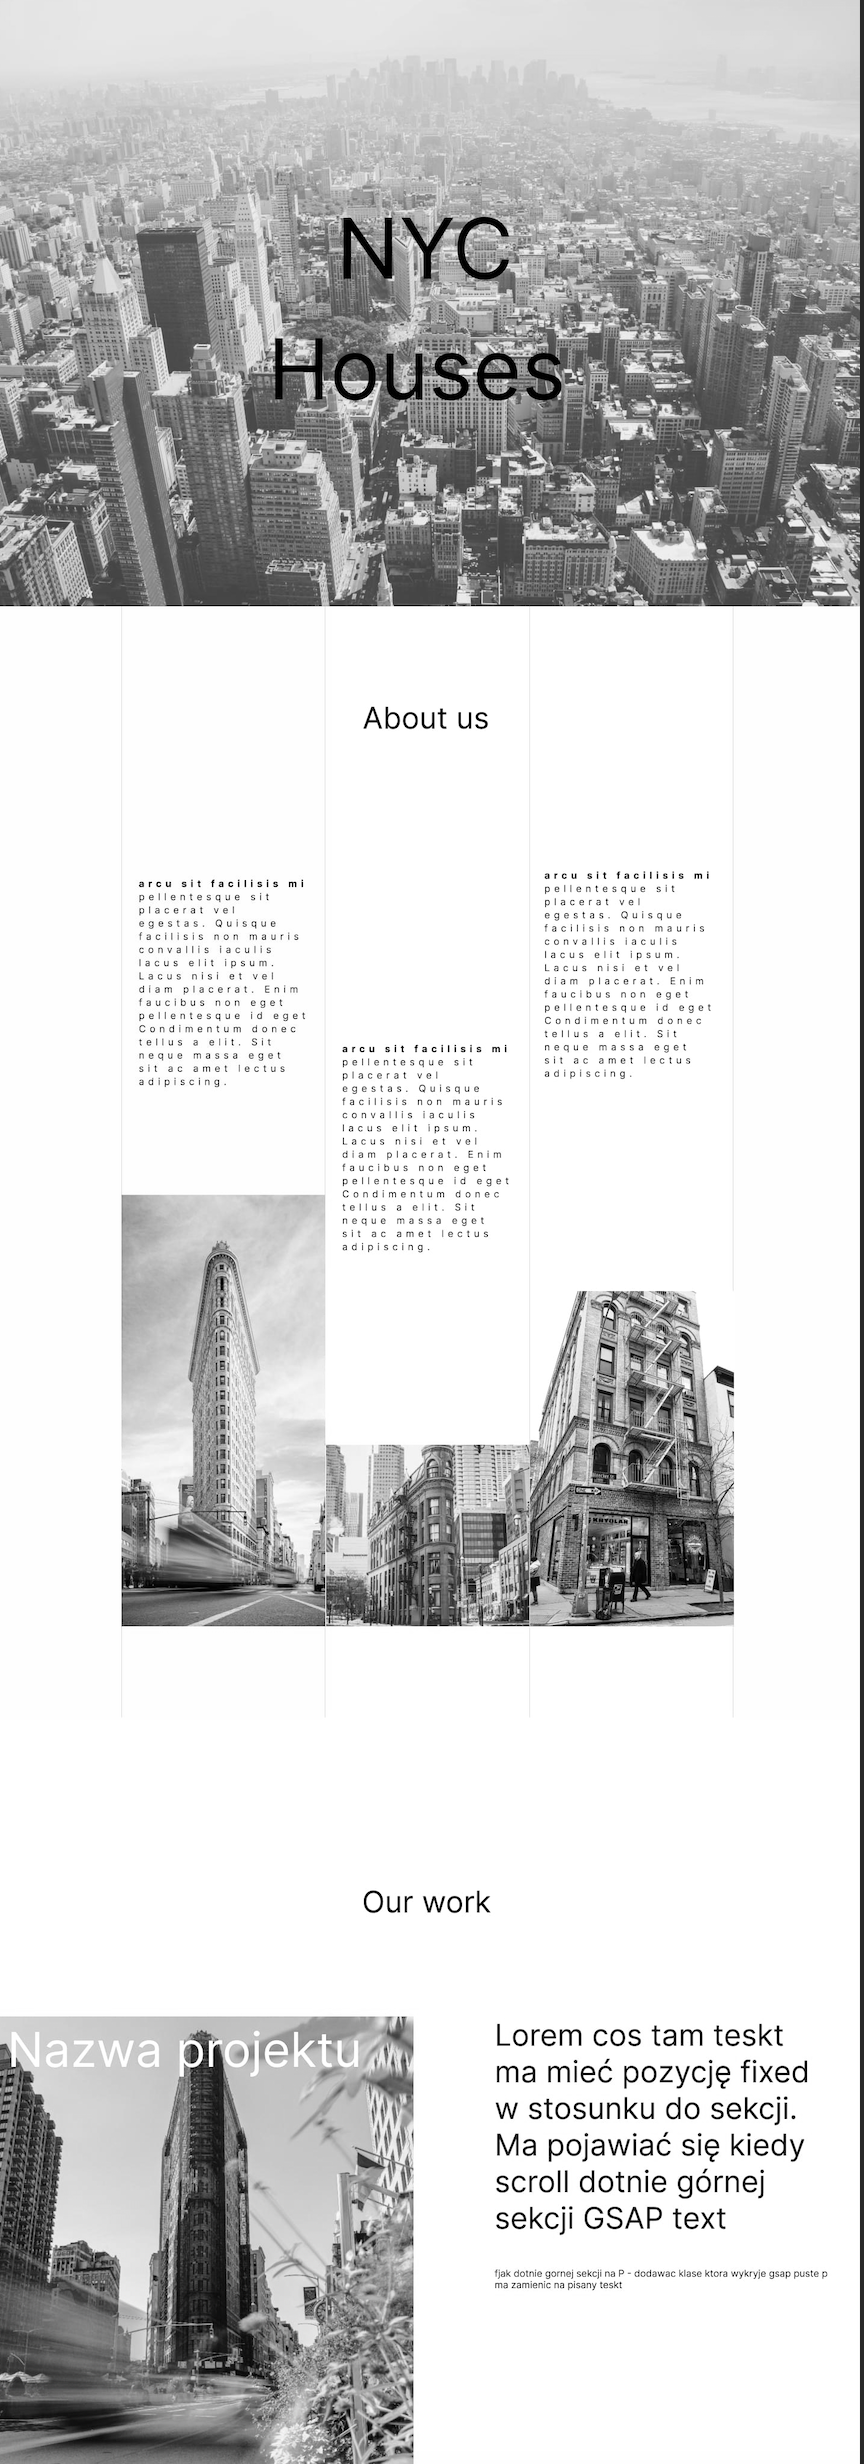 NYC
Houses
About us
arcu sit facilisis mi
pellentesque sit
placerat vel
egestas. Quisque
facilisis non mauris
convallis iaculis
lacus elit ipsum.
Lacus nisi et vel
diam placerat. Enim
faucibus non eget
pellentesque id eget
Condimentum donec
tellus a elit. Sit
neque massa eget
sit ac amet lectus
adipiscing.
arcu sit facilisis mi
pellentesque sit
placerat vel
egestas. Quisque
facilisis non mauris
convallis iaculis
lacus elit ipsum.
Lacus nisi et vel
diam placerat. Enim
faucibus non eget
pellentesque id eget
Condimentum donec
tellus a elit. Sit
neque massa eget
sit ac amet lectus
adipiscing.
arcu sit facilisis mi
pellentesque sit
placerat vel
egestas. Quisque
facilisis non mauris
convallis iaculis
lacus elit ipsum.
Lacus nisi et vel
diam placerat. Enim
faucibus non eget
pellentesque id eget
Condimentum donec
tellus a elit. Sit
neque massa eget
sit ac amet lectus
adipiscing.
KRYOLAN
Our work
Nazwa projektu
Lorem cos tam teskt
ma mieć pozycję fixed
w stosunku do sekcji.
Ma pojawiać się kiedy
scroll dotnie górnej
sekcji GSAP text
fjak dotnie gornej sekcji na P - dodawac klase ktora wykryje gsap puste p
ma zamienic na pisany teskt